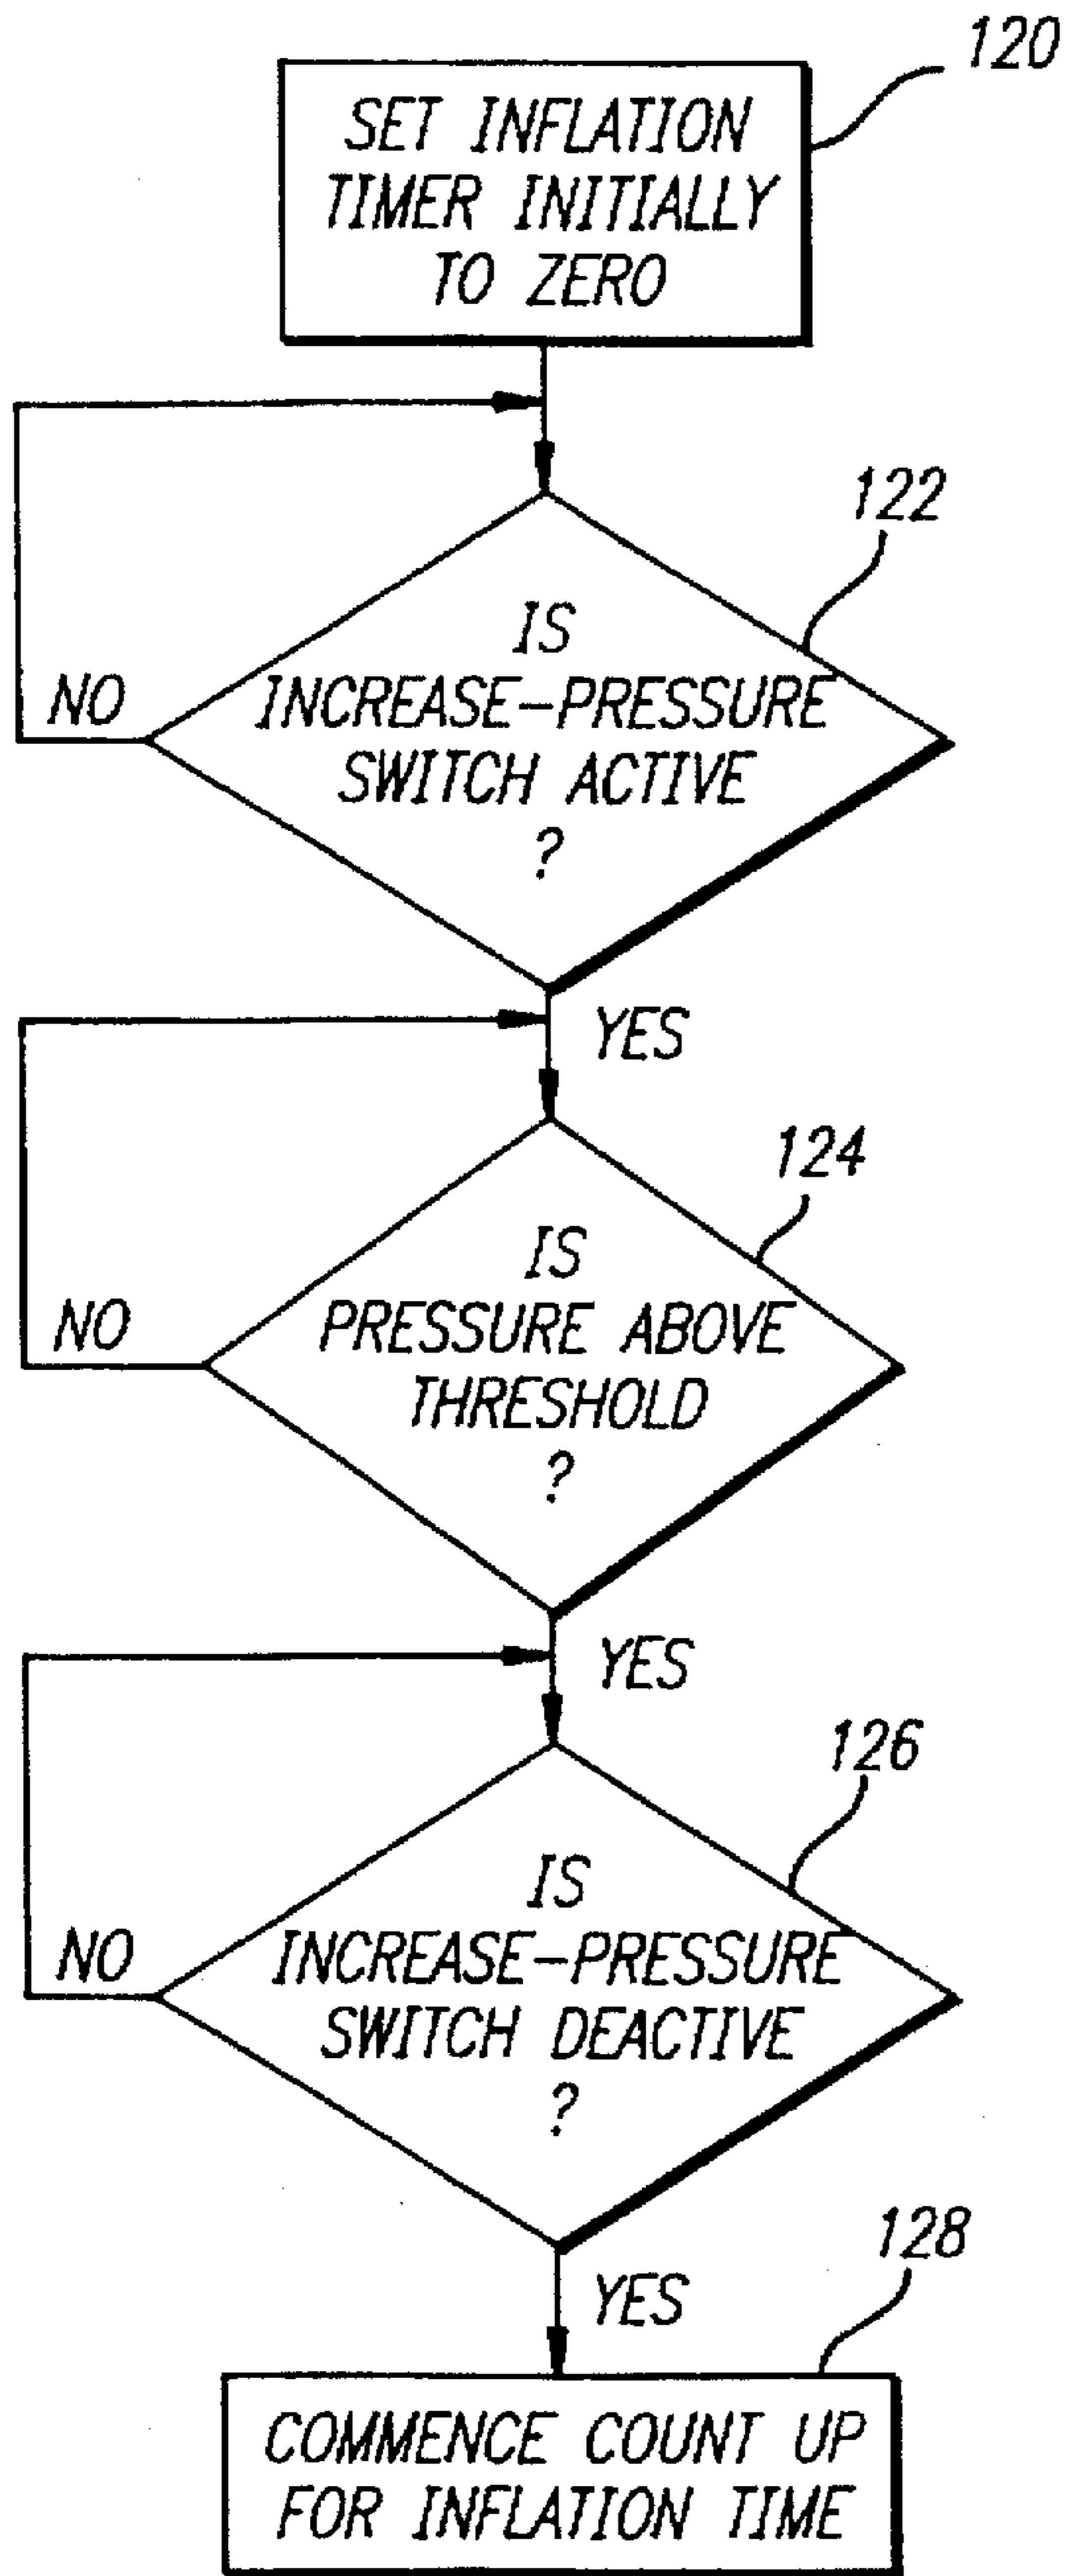 120
SET INFLATION
TIMER INITIALLY
TO ZERO
122
IS
INCREASE-PRESSURE
SWITCH ACTIVE
?
NO
YES
124
IS
PRESSURE ABOVE
THRESHOLD
?
NO
YES
126
IS
INCREASE-PRESSURE
SWITCH DEACTIVE
?
NO
YES
128
COMMENCE COUNT UP
FOR INFLATION TIME